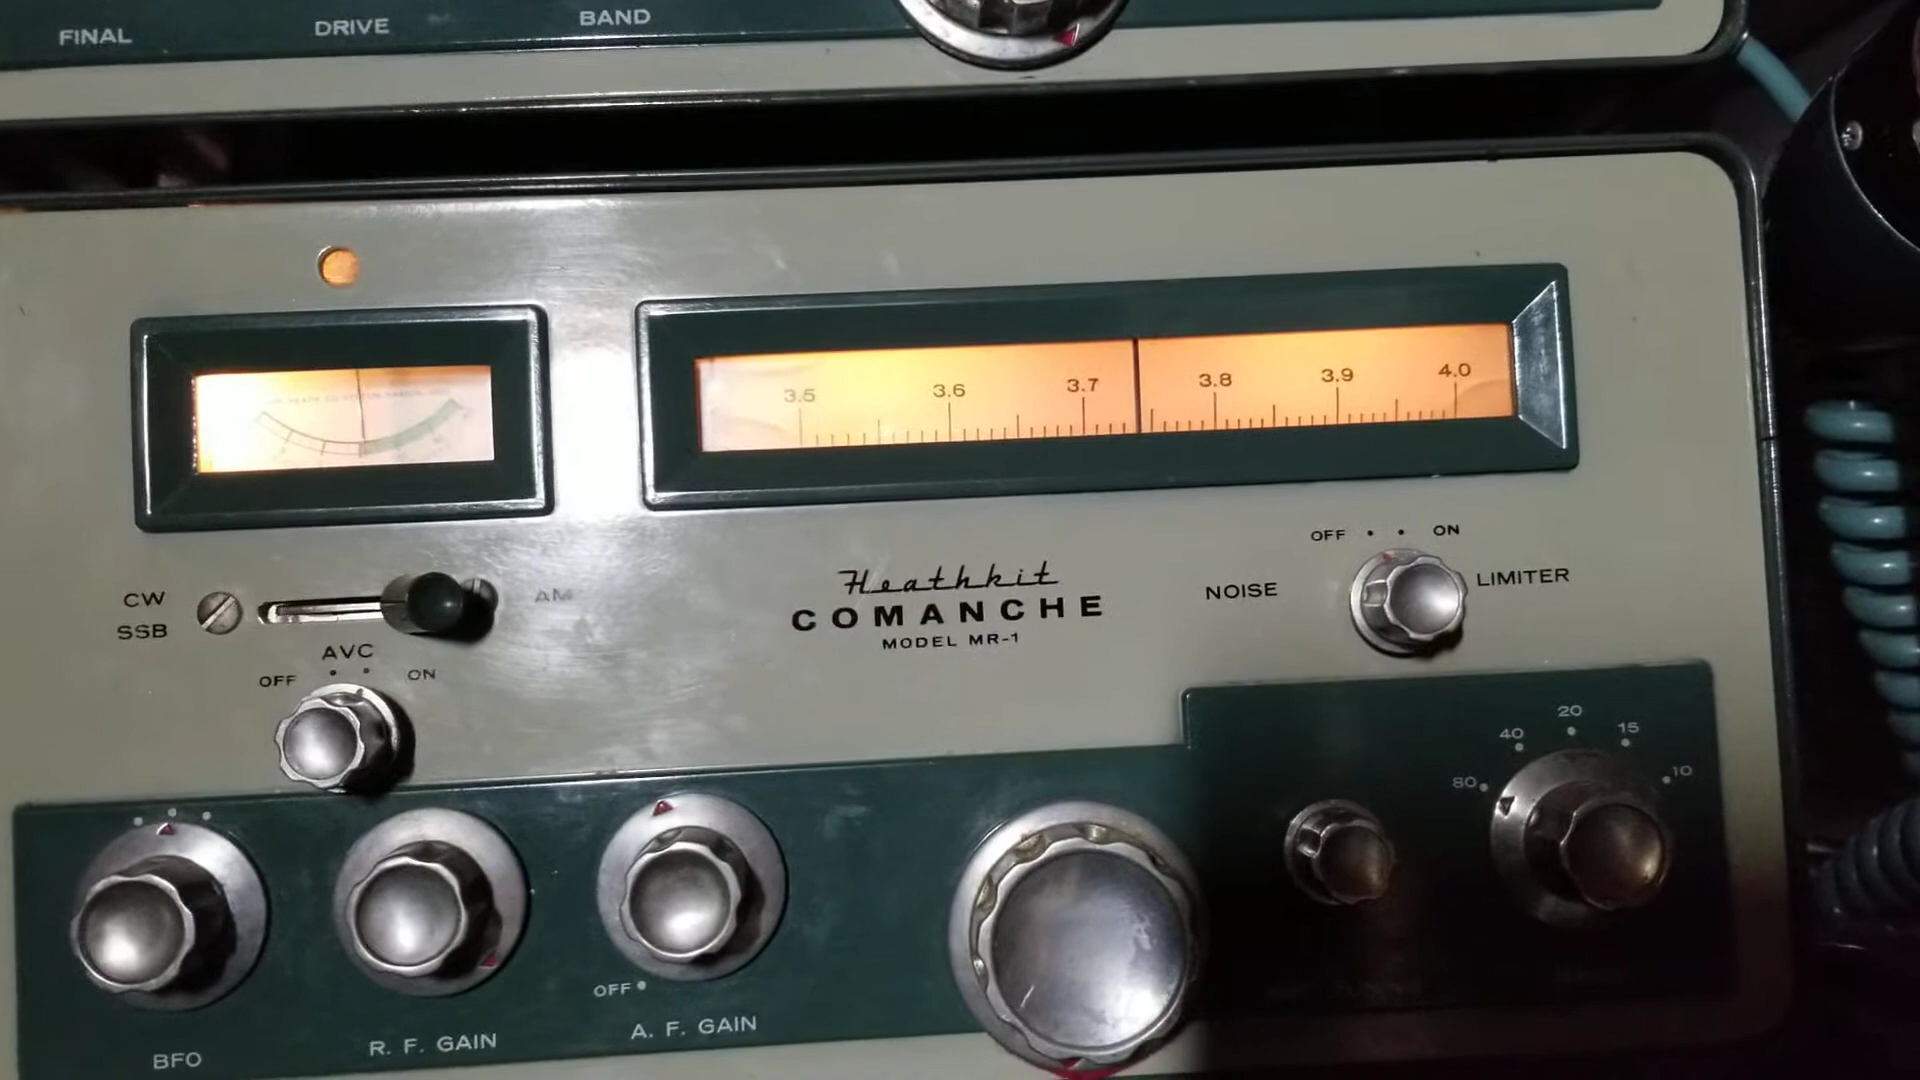 FINAL DRIVE BAND
3.5 3.6 3.7 3.8 3.9 4.0
OFF ON
NOISE LIMITER
CW
SSB
AM
Heathkit
COMANCHE
MODEL MR-1
AVC
OFF ON
80 40 20 15 10
OFF
BFO
R. F. GAIN
A. F. GAIN